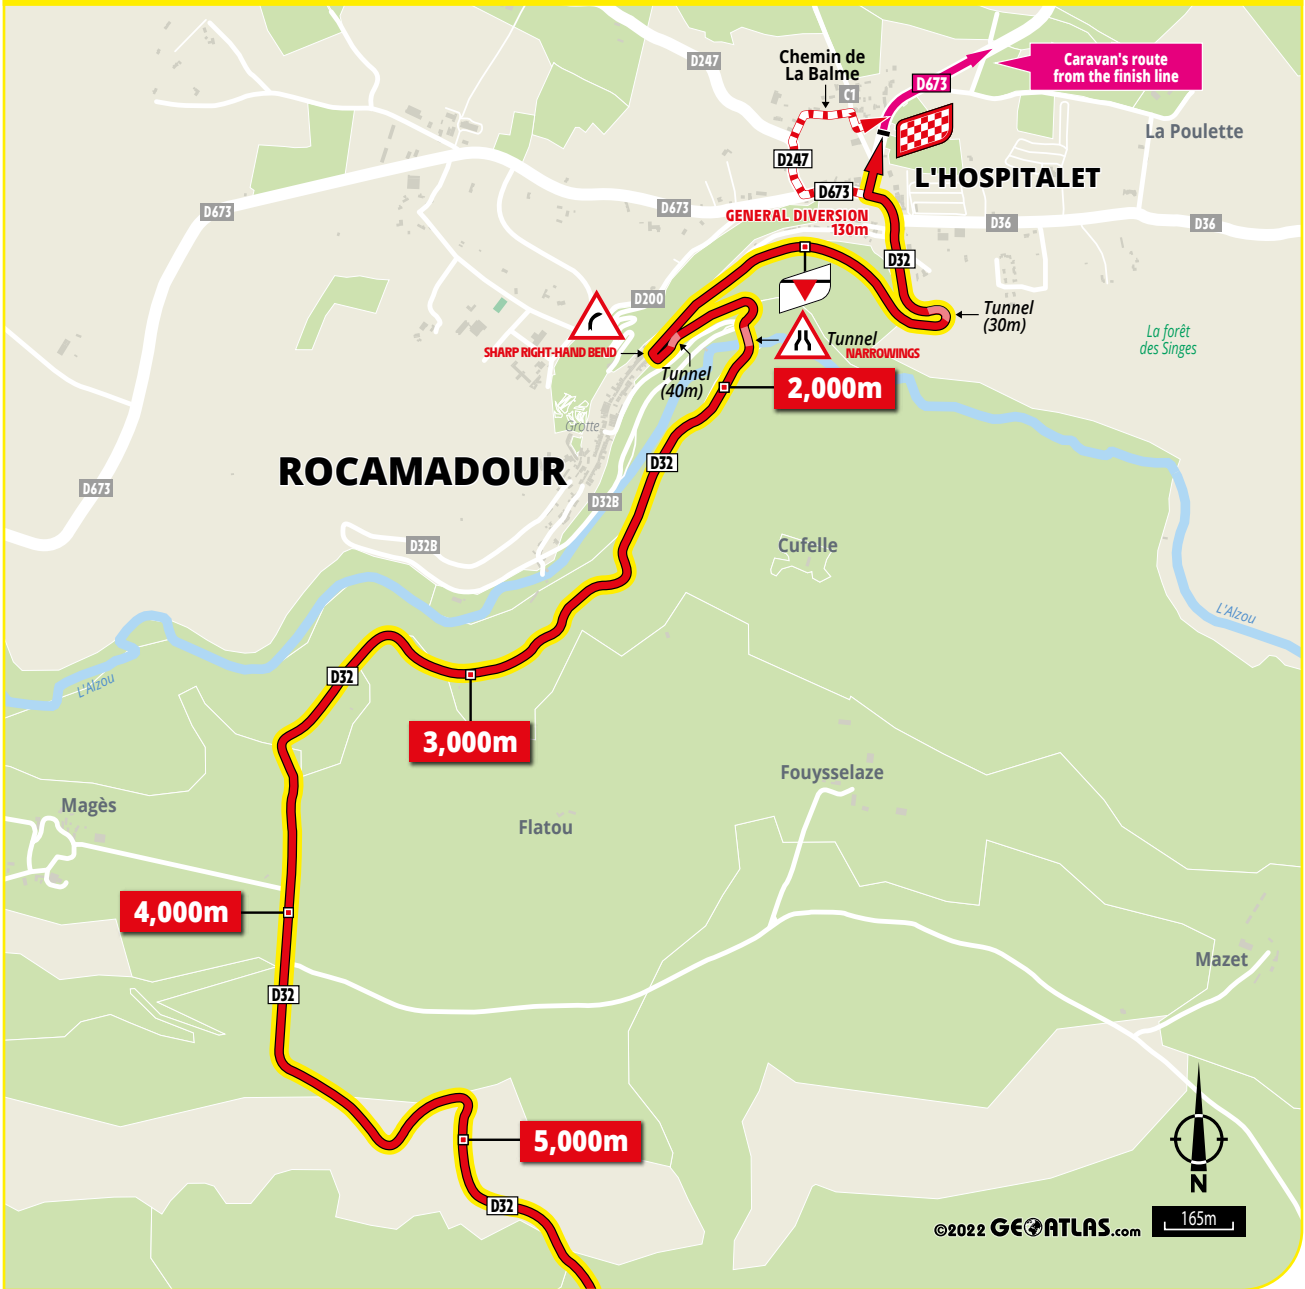 D247
Chemin de
La Balme
C1
D673
Caravan's route
from the finish line
La Poulette
D247
D673
L'HOSPITALET
D673
D673
GENERAL DIVERSION
130m
D36
D36
D32
D200
Tunnel
(30m)
SHARP RIGHT-HAND BEND
Tunnel
NARROWINGS
La forêt
des Singes
Tunnel
(40m)
2,000m
Grotte
ROCAMADOUR
D32
D673
D32B
D32B
Cufelle
L'Alzou
L'Alzou
D32
3,000m
Fouysselaze
Magès
Flatou
4,000m
Mazet
D32
5,000m
D32
N
©2022 GEOATLAS.com
165m